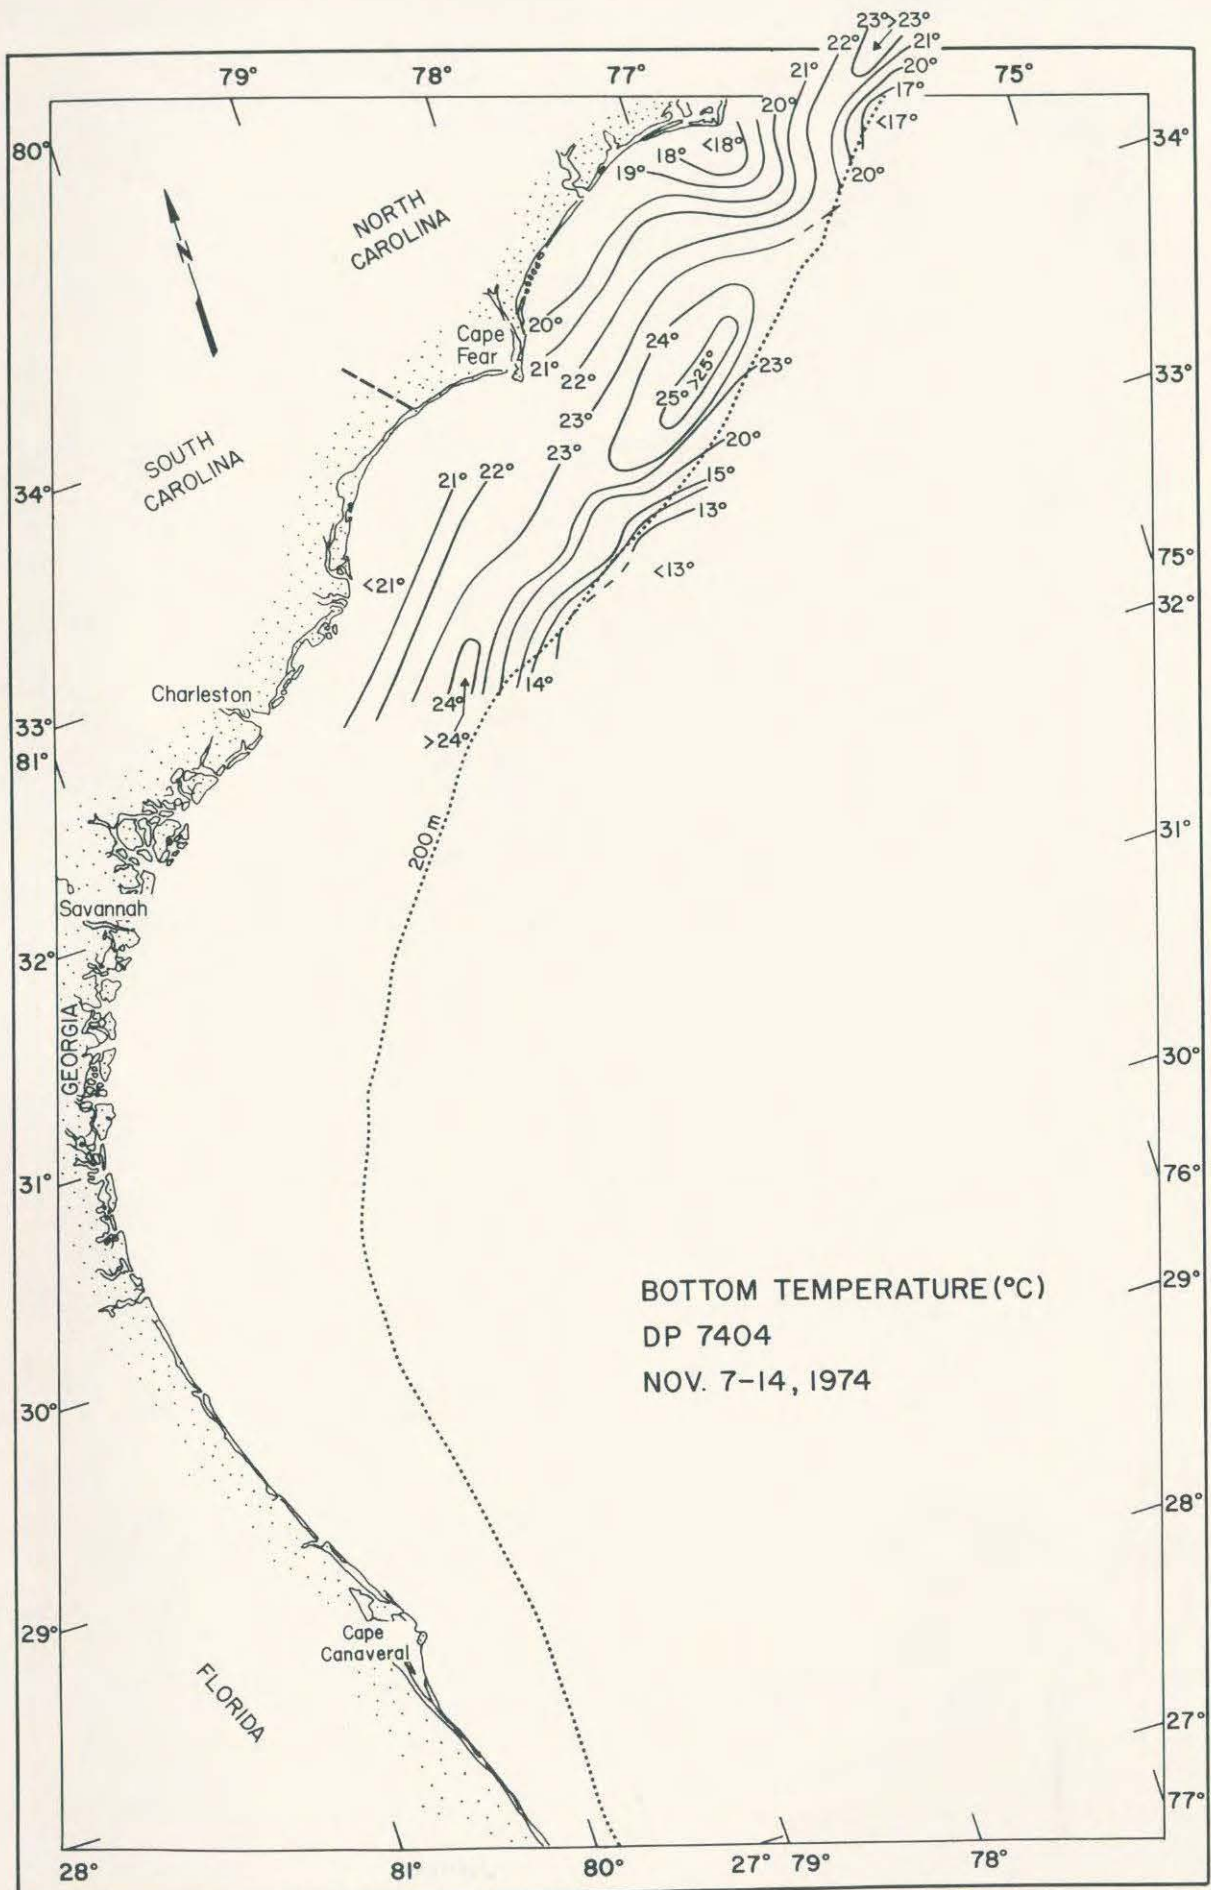 23° >23°
22° 21°
79° 78° 77° 21° 20° 75°
20° 17°
<18° <17°
80° 34°
18°
19° 20°
N
NORTH
CAROLINA
Cape
Fear
20° 24° 23°
21° 22° 25° >25° 33°
23°
SOUTH
CAROLINA
23° 20°
21° 22° 15°
34° 13°
<21° <13° 75°
32°
Charleston 24° 14°
33° >24°
81°
200m 31°
Savannah
32°
GEORGIA
30°
31° 76°
29°
BOTTOM TEMPERATURE (°C)
DP 7404
NOV. 7-14, 1974
30°
28°
29°
Cape
Canaveral
FLORIDA
27°
77°
28° 81° 80° 27° 79° 78°